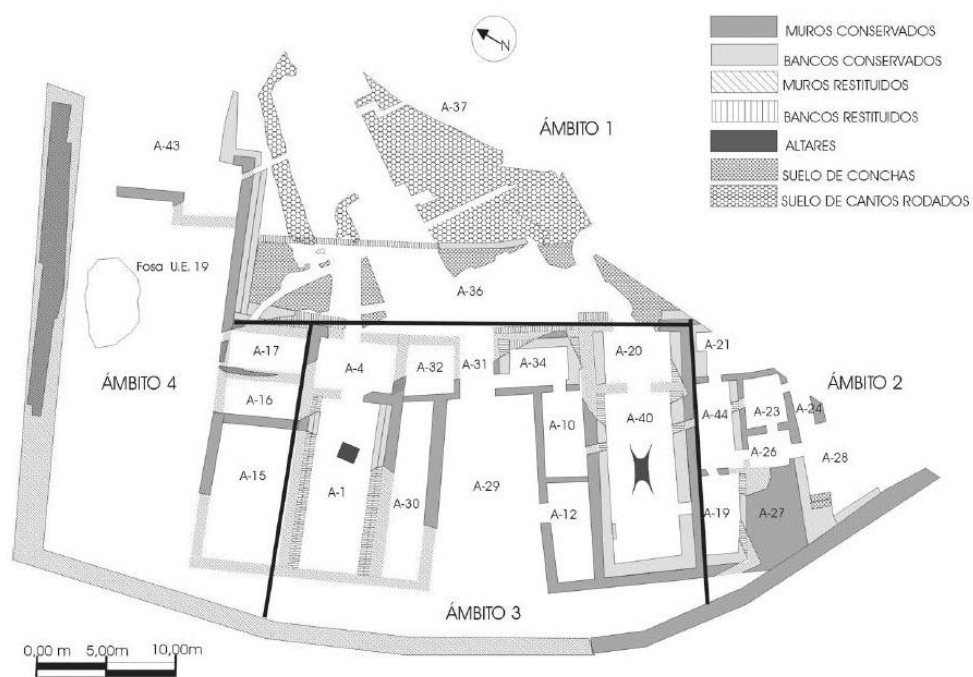 N
MUROS CONSERVADOS
BANCOS CONSERVADOS
MUROS RESTITUIDOS
BANCOS RESTITUIDOS
ALTARES
SUELO DE CONCHAS
SUELO DE CANTOS RODADOS
A-37
ÁMBITO 1
A-43
Fosa U.E. 19
A-36
A-17
A-4
A-32
A-31
A-34
A-20
A-21
ÁMBITO 4
ÁMBITO 2
A-16
A-10
A-40
A-44
A-23
A-24
A-26
A-28
A-15
A-1
A-30
A-29
A-12
A-19
A-27
ÁMBITO 3
0,00 m 5,00m 10,00m